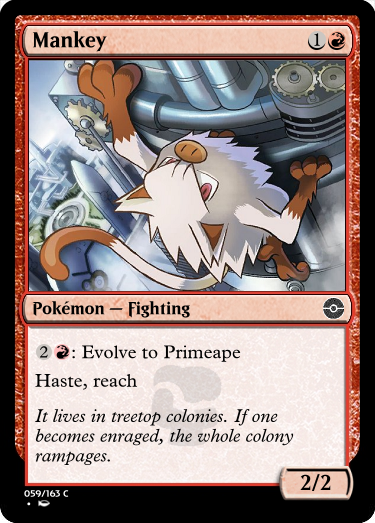 Mankey 1
Pokémon — Fighting
2 : Evolve to Primeape
Haste, reach
It lives in treetop colonies. If one
becomes enraged, the whole colony
rampages.
2/2
059/163 C